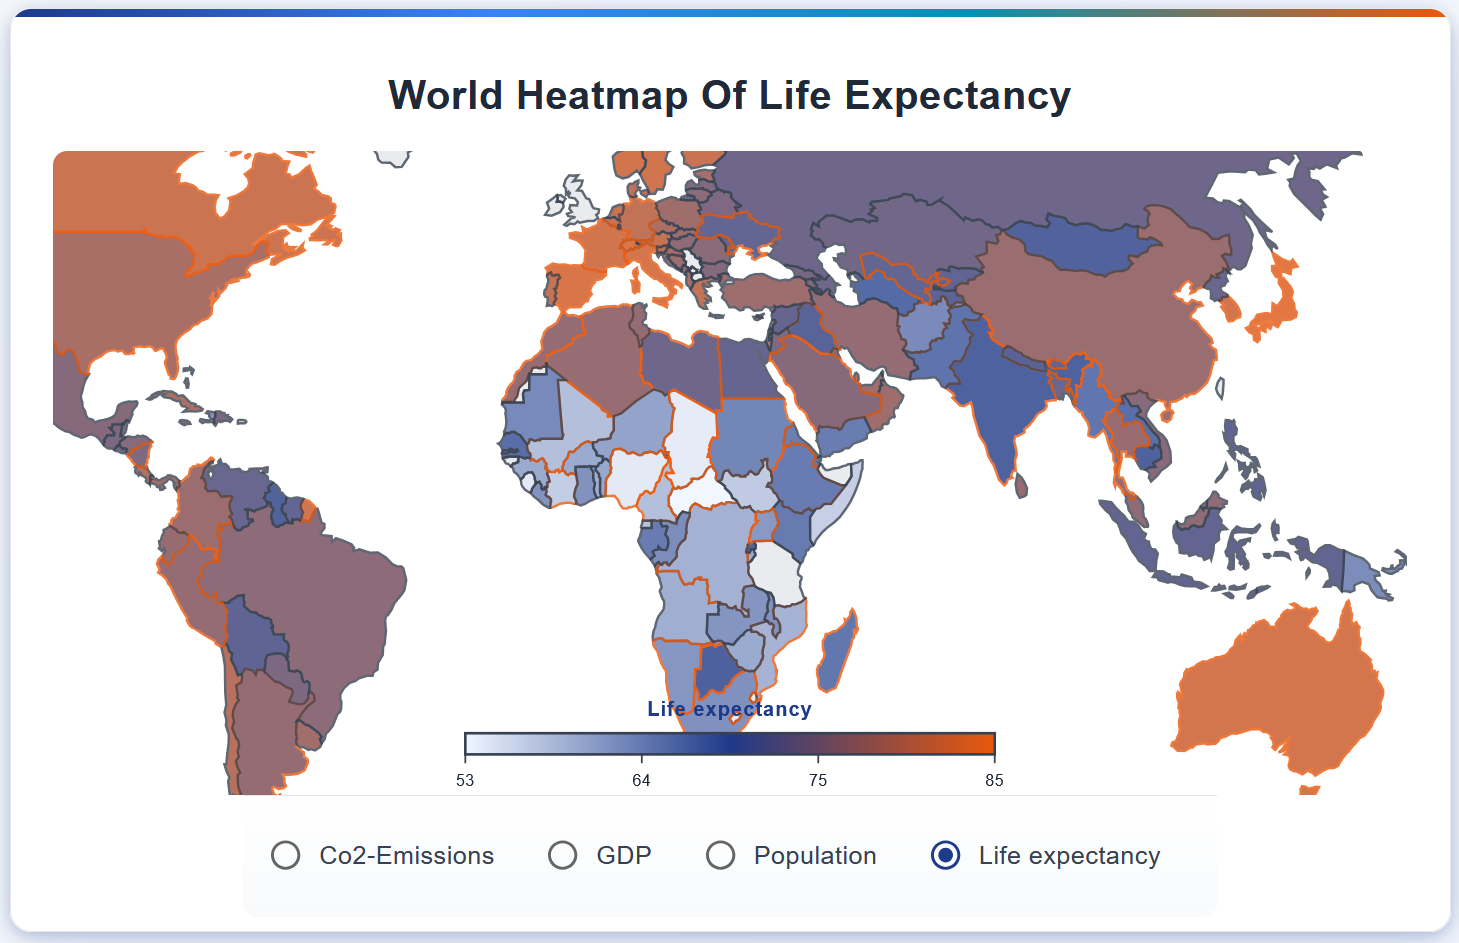 World Heatmap Of Life Expectancy
Life expectancy
53 64 75 85
Co2-Emissions GDP Population Life expectancy